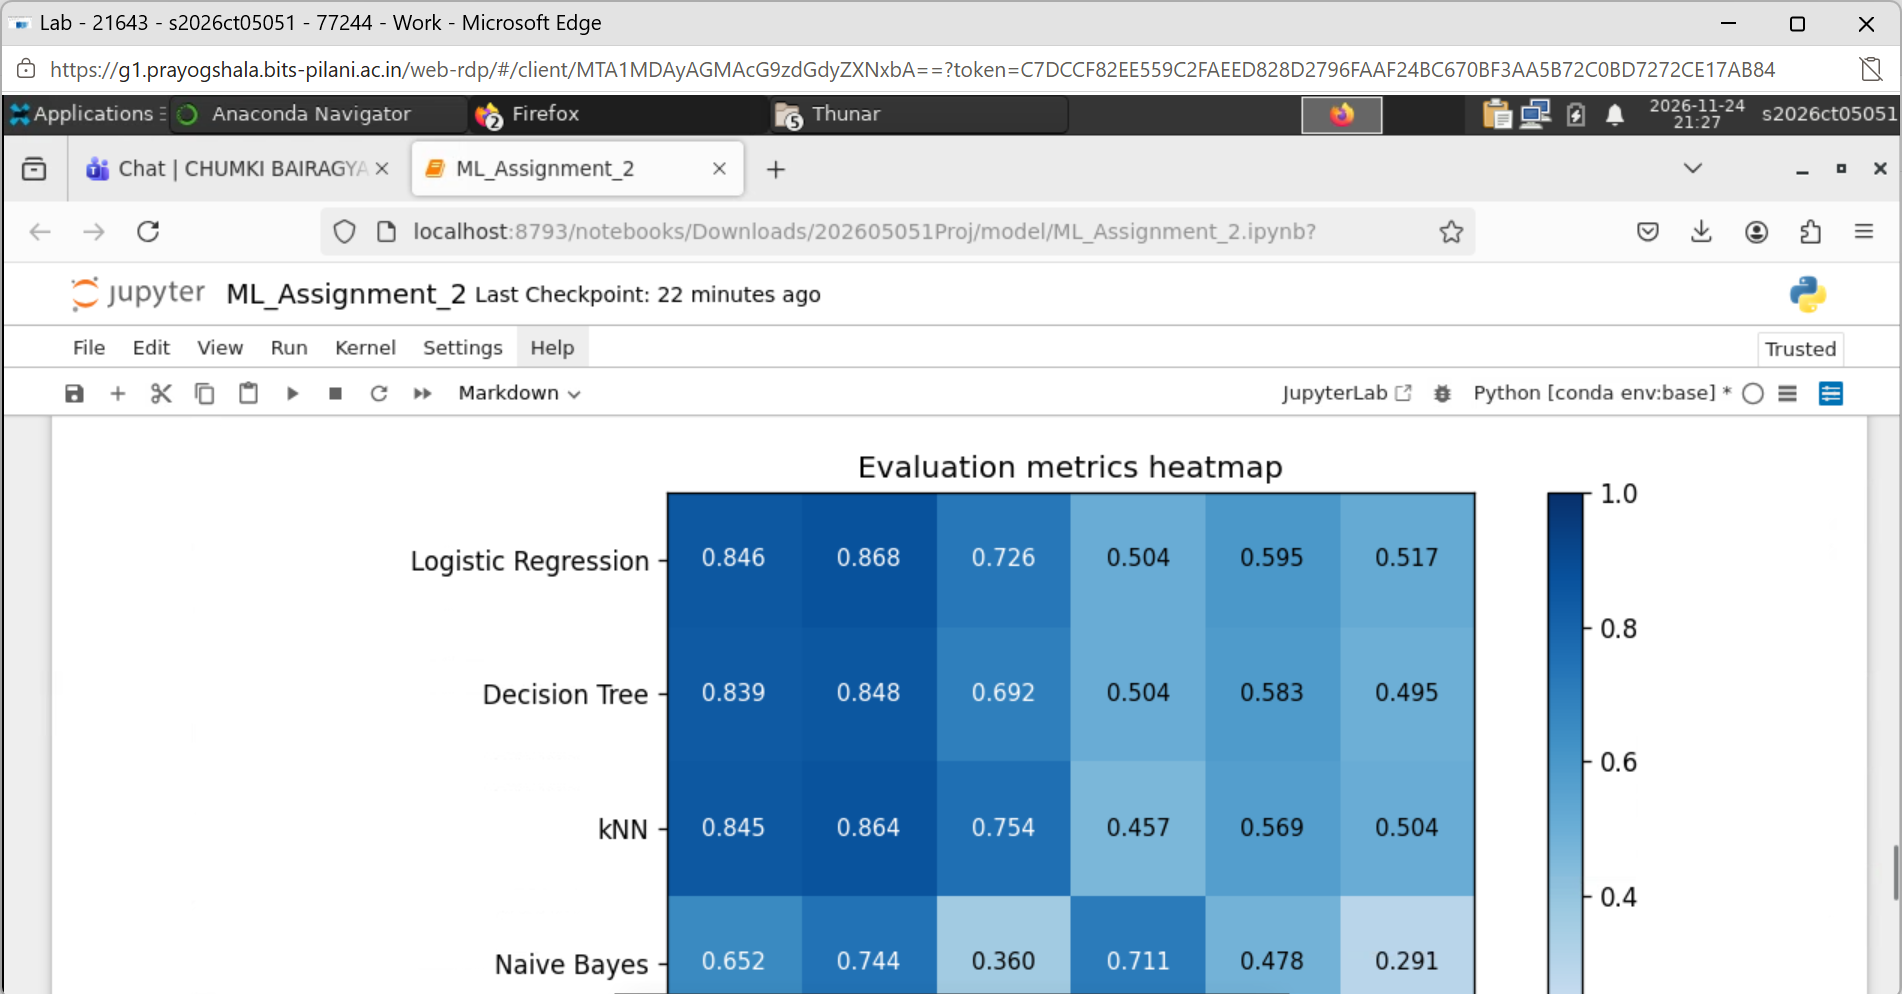 Lab - 21643 - s2026ct05051 - 77244 - Work - Microsoft Edge
https://g1.prayogshala.bits-pilani.ac.in/web-rdp/#/client/MTA1MDAyAGMAcG9zdGdyZXNxbA==?token=C7DCCF82EE559C2FAEED828D2796FAAF24BC670BF3AA5B72C0BD7272CE17AB84
Applications Anaconda Navigator 2 Firefox 5 Thunar 2026-11-24 21:27 s2026ct05051
Chat | CHUMKI BAIRAGYA ML_Assignment_2
localhost:8793/notebooks/Downloads/202605051Proj/model/ML_Assignment_2.ipynb?
jupyter ML_Assignment_2 Last Checkpoint: 22 minutes ago
File Edit View Run Kernel Settings Help Trusted
Markdown JupyterLab Python [conda env:base] *
Evaluation metrics heatmap
1.0
Logistic Regression 0.846 0.868 0.726 0.504 0.595 0.517
0.8
Decision Tree 0.839 0.848 0.692 0.504 0.583 0.495
0.6
kNN 0.845 0.864 0.754 0.457 0.569 0.504
0.4
Naive Bayes 0.652 0.744 0.360 0.711 0.478 0.291